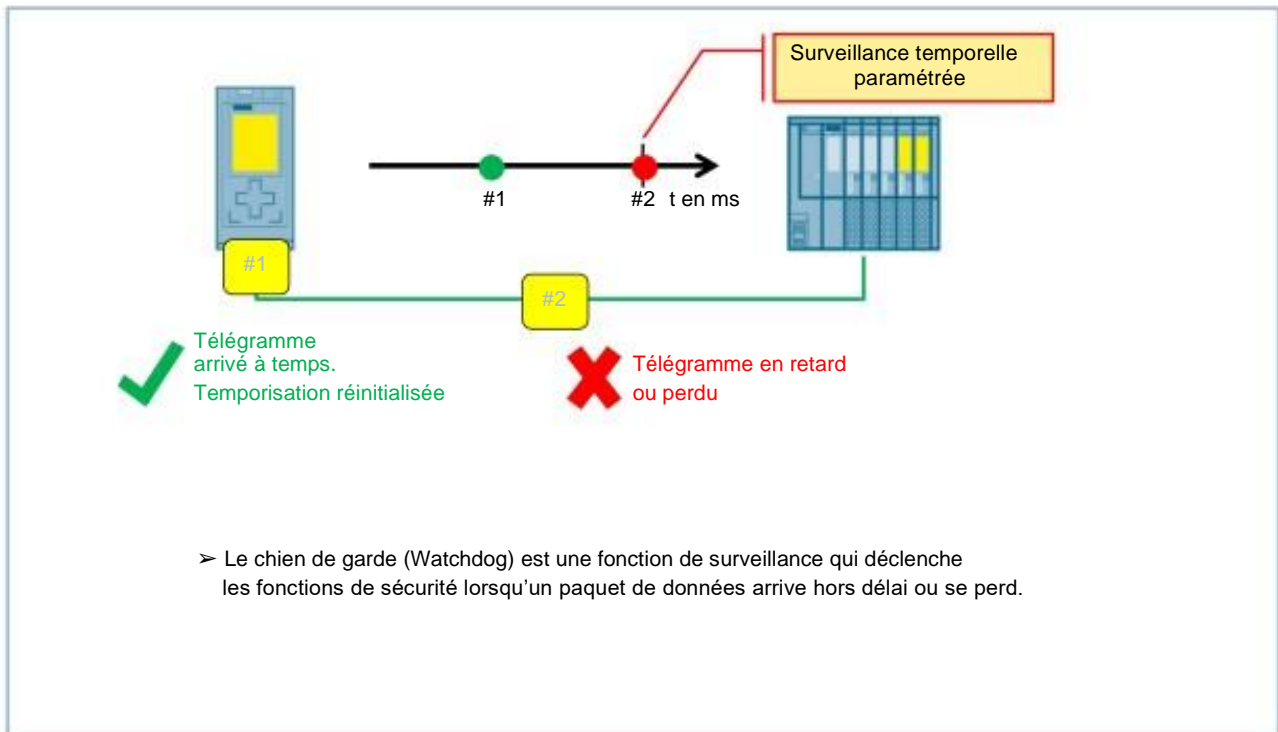 Surveillance temporelle
paramétrée
#1
#2 t en ms
#1
#2
Télégramme
arrivé à temps.
Temporisation réinitialisée
Télégramme en retard
ou perdu
➢ Le chien de garde (Watchdog) est une fonction de surveillance qui déclenche
les fonctions de sécurité lorsqu’un paquet de données arrive hors délai ou se perd.